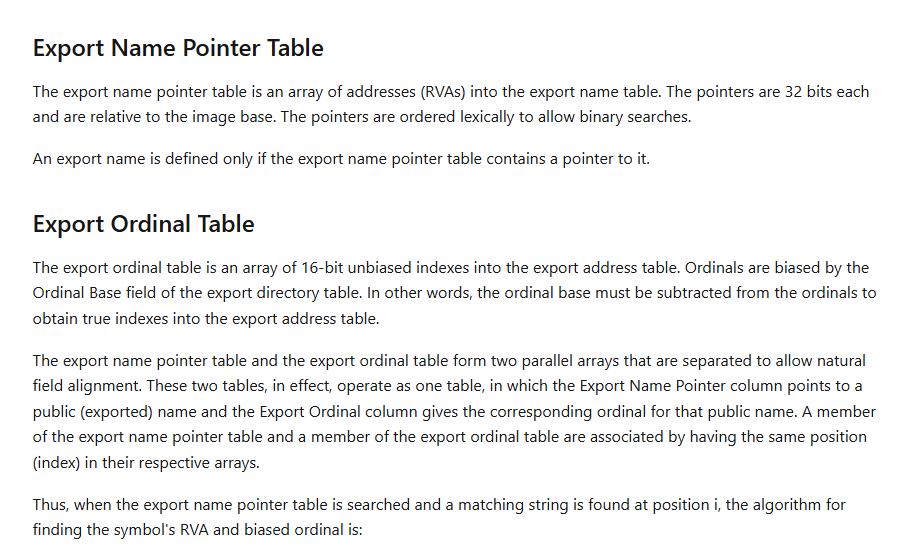 Export Name Pointer Table
The export name pointer table is an array of addresses (RVAs) into the export name table. The pointers are 32 bits each
and are relative to the image base. The pointers are ordered lexically to allow binary searches.
An export name is defined only if the export name pointer table contains a pointer to it.
Export Ordinal Table
The export ordinal table is an array of 16-bit unbiased indexes into the export address table. Ordinals are biased by the
Ordinal Base field of the export directory table. In other words, the ordinal base must be subtracted from the ordinals to
obtain true indexes into the export address table.
The export name pointer table and the export ordinal table form two parallel arrays that are separated to allow natural
field alignment. These two tables, in effect, operate as one table, in which the Export Name Pointer column points to a
public (exported) name and the Export Ordinal column gives the corresponding ordinal for that public name. A member
of the export name pointer table and a member of the export ordinal table are associated by having the same position
(index) in their respective arrays.
Thus, when the export name pointer table is searched and a matching string is found at position i, the algorithm for
finding the symbol's RVA and biased ordinal is: